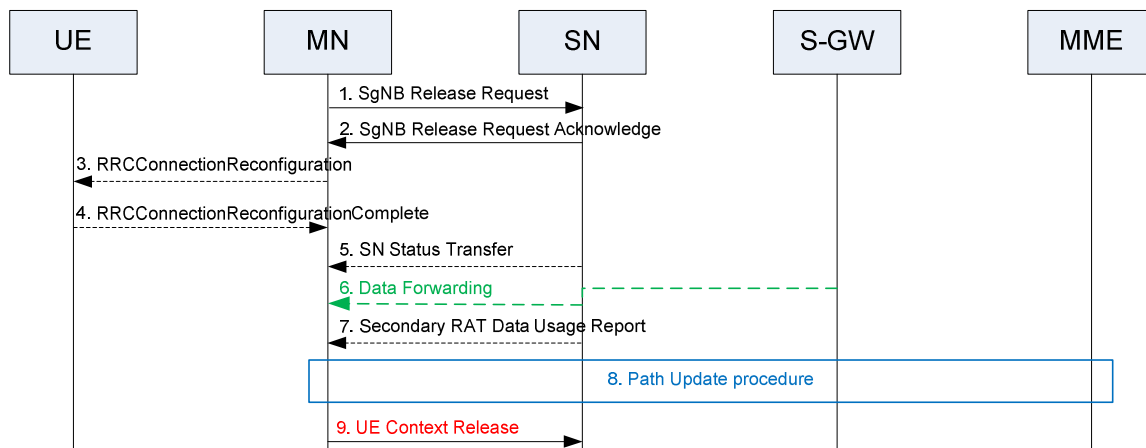 UE
MN
SN
S-GW
MME
1. SgNB Release Request
2. SgNB Release Request Acknowledge
3. RRCConnectionReconfiguration
4. RRCConnectionReconfigurationComplete
5. SN Status Transfer
6. Data Forwarding
7. Secondary RAT Data Usage Report
8. Path Update procedure
9. UE Context Release